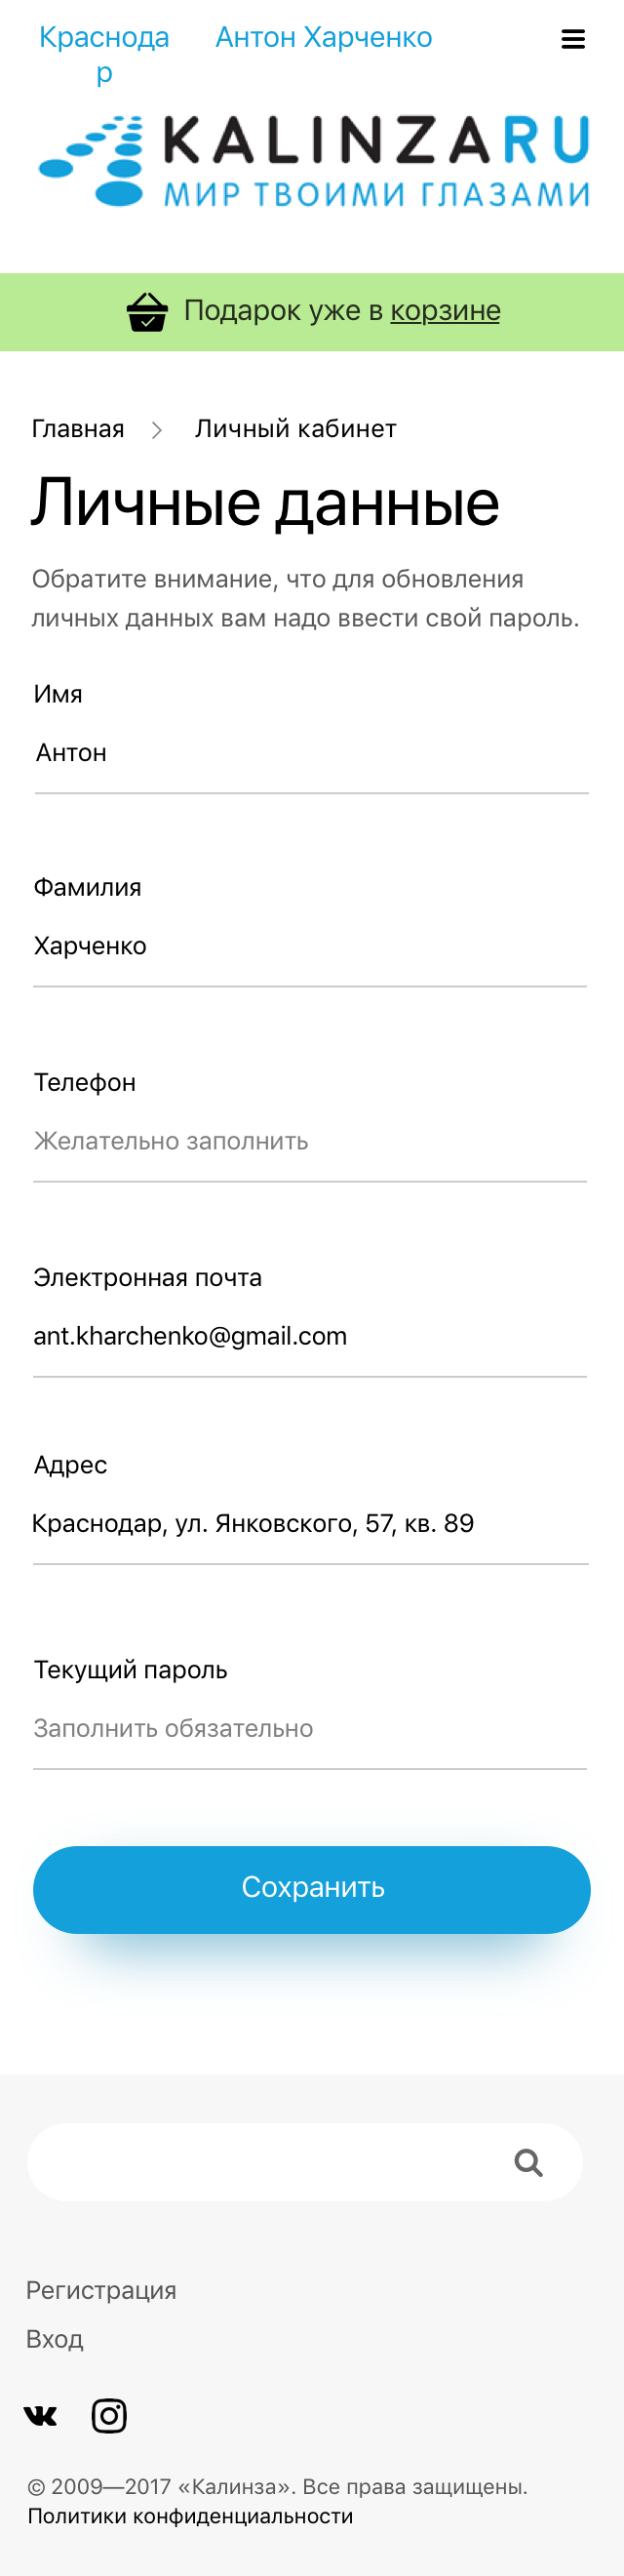 Краснода
р
Антон Харченко
KALINZARU
МИР ТВОИМИ ГЛАЗАМИ
Подарок уже в корзине
Главная Личный кабинет
Личные данные
Обратите внимание, что для обновления
личных данных вам надо ввести свой пароль.
Имя
Антон
Фамилия
Харченко
Телефон
Желательно заполнить
Электронная почта
ant.kharchenko@gmail.com
Адрес
Краснодар, ул. Янковского, 57, кв. 89
Текущий пароль
Заполнить обязательно
Сохранить
Регистрация
Вход
© 2009—2017 «Калинза». Все права защищены.
Политики конфиденциальности